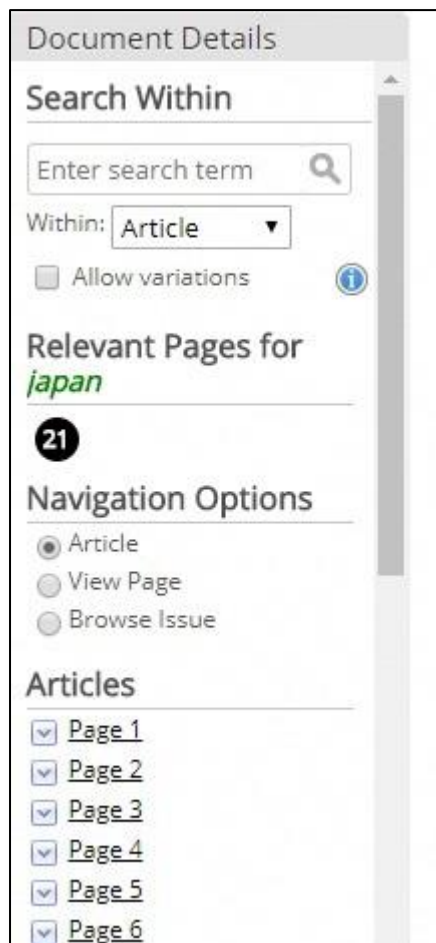 Document Details
Search Within
Enter search term
Within: Article
Allow variations
Relevant Pages for
japan
21
Navigation Options
Article
View Page
Browse Issue
Articles
Page 1
Page 2
Page 3
Page 4
Page 5
Page 6